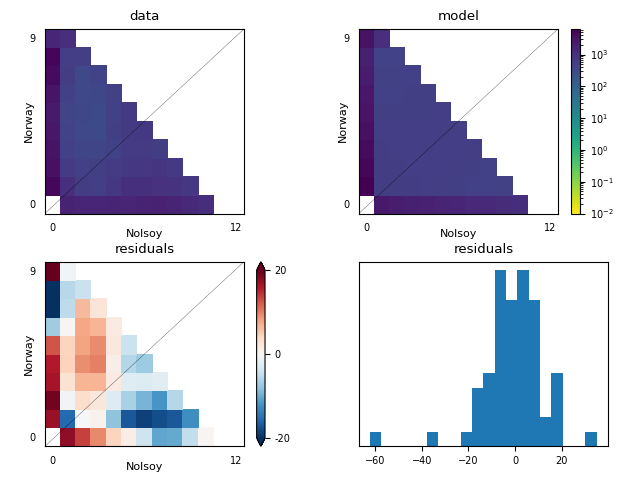 data
model
9
Norway
0
0
Nolsoy
12
9
Norway
0
0
Nolsoy
12
10³
10²
10¹
10⁰
10⁻¹
10⁻²
residuals
residuals
9
Norway
0
0
Nolsoy
12
20
0
-20
−60
−40
−20
0
20